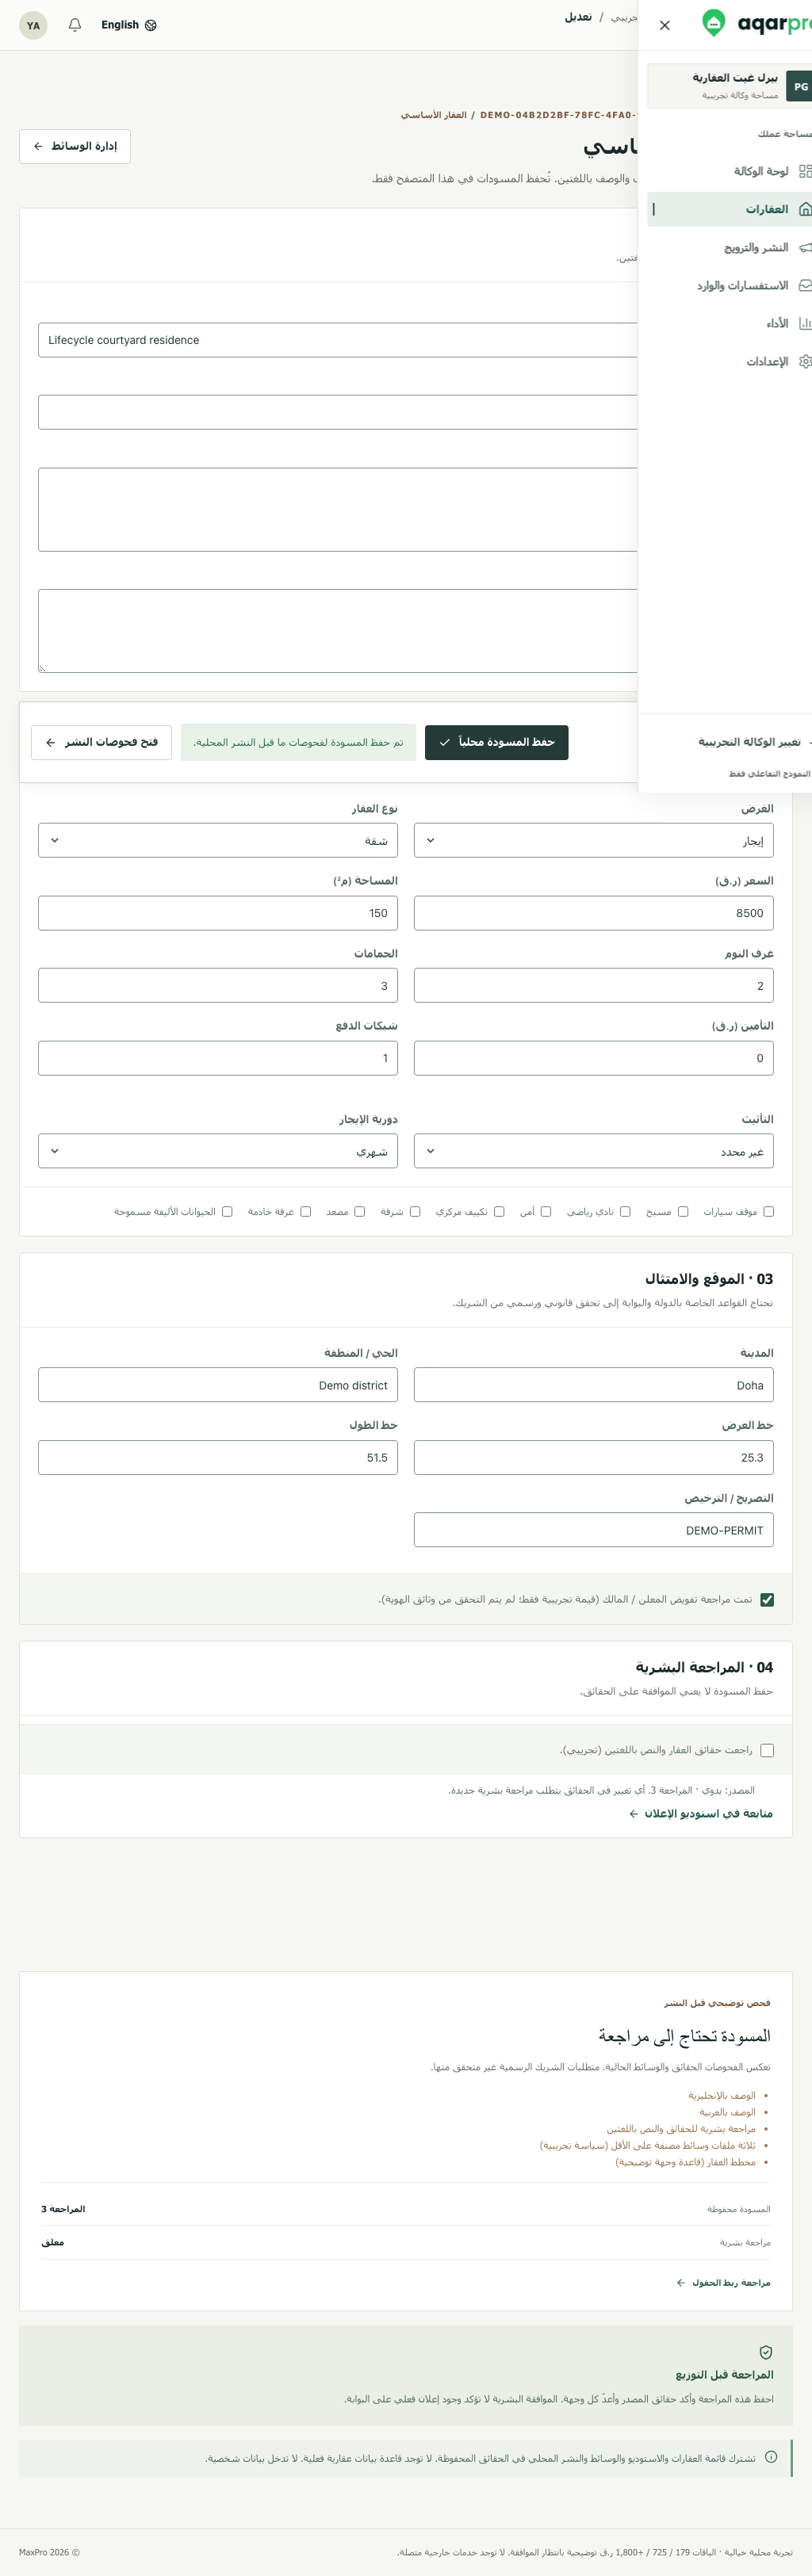 aqarpro
تجريبي / تعديل
English
YA
PG
بيرل غيت العقارية
مساحة وكالة تجريبية
مساحة عملك
لوحة الوكالة
العقارات
النشر والترويج
الاستفسارات والوارد
الأداء
الإعدادات
تغيير الوكالة التجريبية
النموذج التفاعلي فقط
DEMO-04B2D2BF-78FC-4FA0- / العقار الأساسي
إدارة الوسائط
والوصف باللغتين. تُحفظ المسودات في هذا المتصفح فقط.
Lifecycle courtyard residence
حفظ المسودة محلياً
تم حفظ المسودة لفحوصات ما قبل النشر المحلية.
فتح فحوصات النشر
الغرض
نوع العقار
إيجار
شقة
السعر (ر.ق)
المساحة (م²)
8500
150
غرف النوم
الحمامات
2
3
التأمين (ر.ق)
شيكات الدفع
0
1
التأثيث
دورية الإيجار
غير محدد
شهري
موقف سيارات
مسبح
نادي رياضي
أمن
تكييف مركزي
شرفة
مصعد
غرفة خادمة
الحيوانات الأليفة مسموحة
03 · الموقع والامتثال
تحتاج القواعد الخاصة بالدولة والبوابة إلى تحقق قانوني ورسمي من الشريك.
المدينة
الحي / المنطقة
Doha
Demo district
خط العرض
خط الطول
25.3
51.5
التصريح / الترخيص
DEMO-PERMIT
تمت مراجعة تفويض المعلن / المالك (قيمة تجريبية فقط؛ لم يتم التحقق من وثائق الهوية).
04 · المراجعة البشرية
حفظ المسودة لا يعني الموافقة على الحقائق.
راجعت حقائق العقار والنص باللغتين (تجريبي).
المصدر: يدوي · المراجعة 3. أي تغيير في الحقائق يتطلب مراجعة بشرية جديدة.
متابعة في استوديو الإعلان
فحص توضيحي قبل النشر
المسودة تحتاج إلى مراجعة
تعكس الفحوصات الحقائق والوسائط الحالية. متطلبات الشريك الرسمية غير متحقق منها.
الوصف بالإنجليزية
الوصف بالعربية
مراجعة بشرية للحقائق والنص باللغتين
ثلاثة ملفات وسائط مصنفة على الأقل (سياسة تجريبية)
مخطط العقار (قاعدة وجهة توضيحية)
المسودة محفوظة
المراجعة 3
مراجعة بشرية
معلق
مراجعة ربط الحقول
المراجعة قبل التوزيع
احفظ هذه المراجعة وأكد حقائق المصدر وأعدّ كل وجهة. الموافقة البشرية لا تؤكد وجود إعلان فعلي على البوابة.
تشترك قائمة العقارات والاستوديو والوسائط والنشر المحلي في الحقائق المحفوظة. لا توجد قاعدة بيانات عقارية فعلية. لا تدخل بيانات شخصية.
تجربة محلية خيالية · الباقات 179 / 725 / +1,800 ر.ق توضيحية بانتظار الموافقة. لا توجد خدمات خارجية متصلة.
© 2026 MaxPro